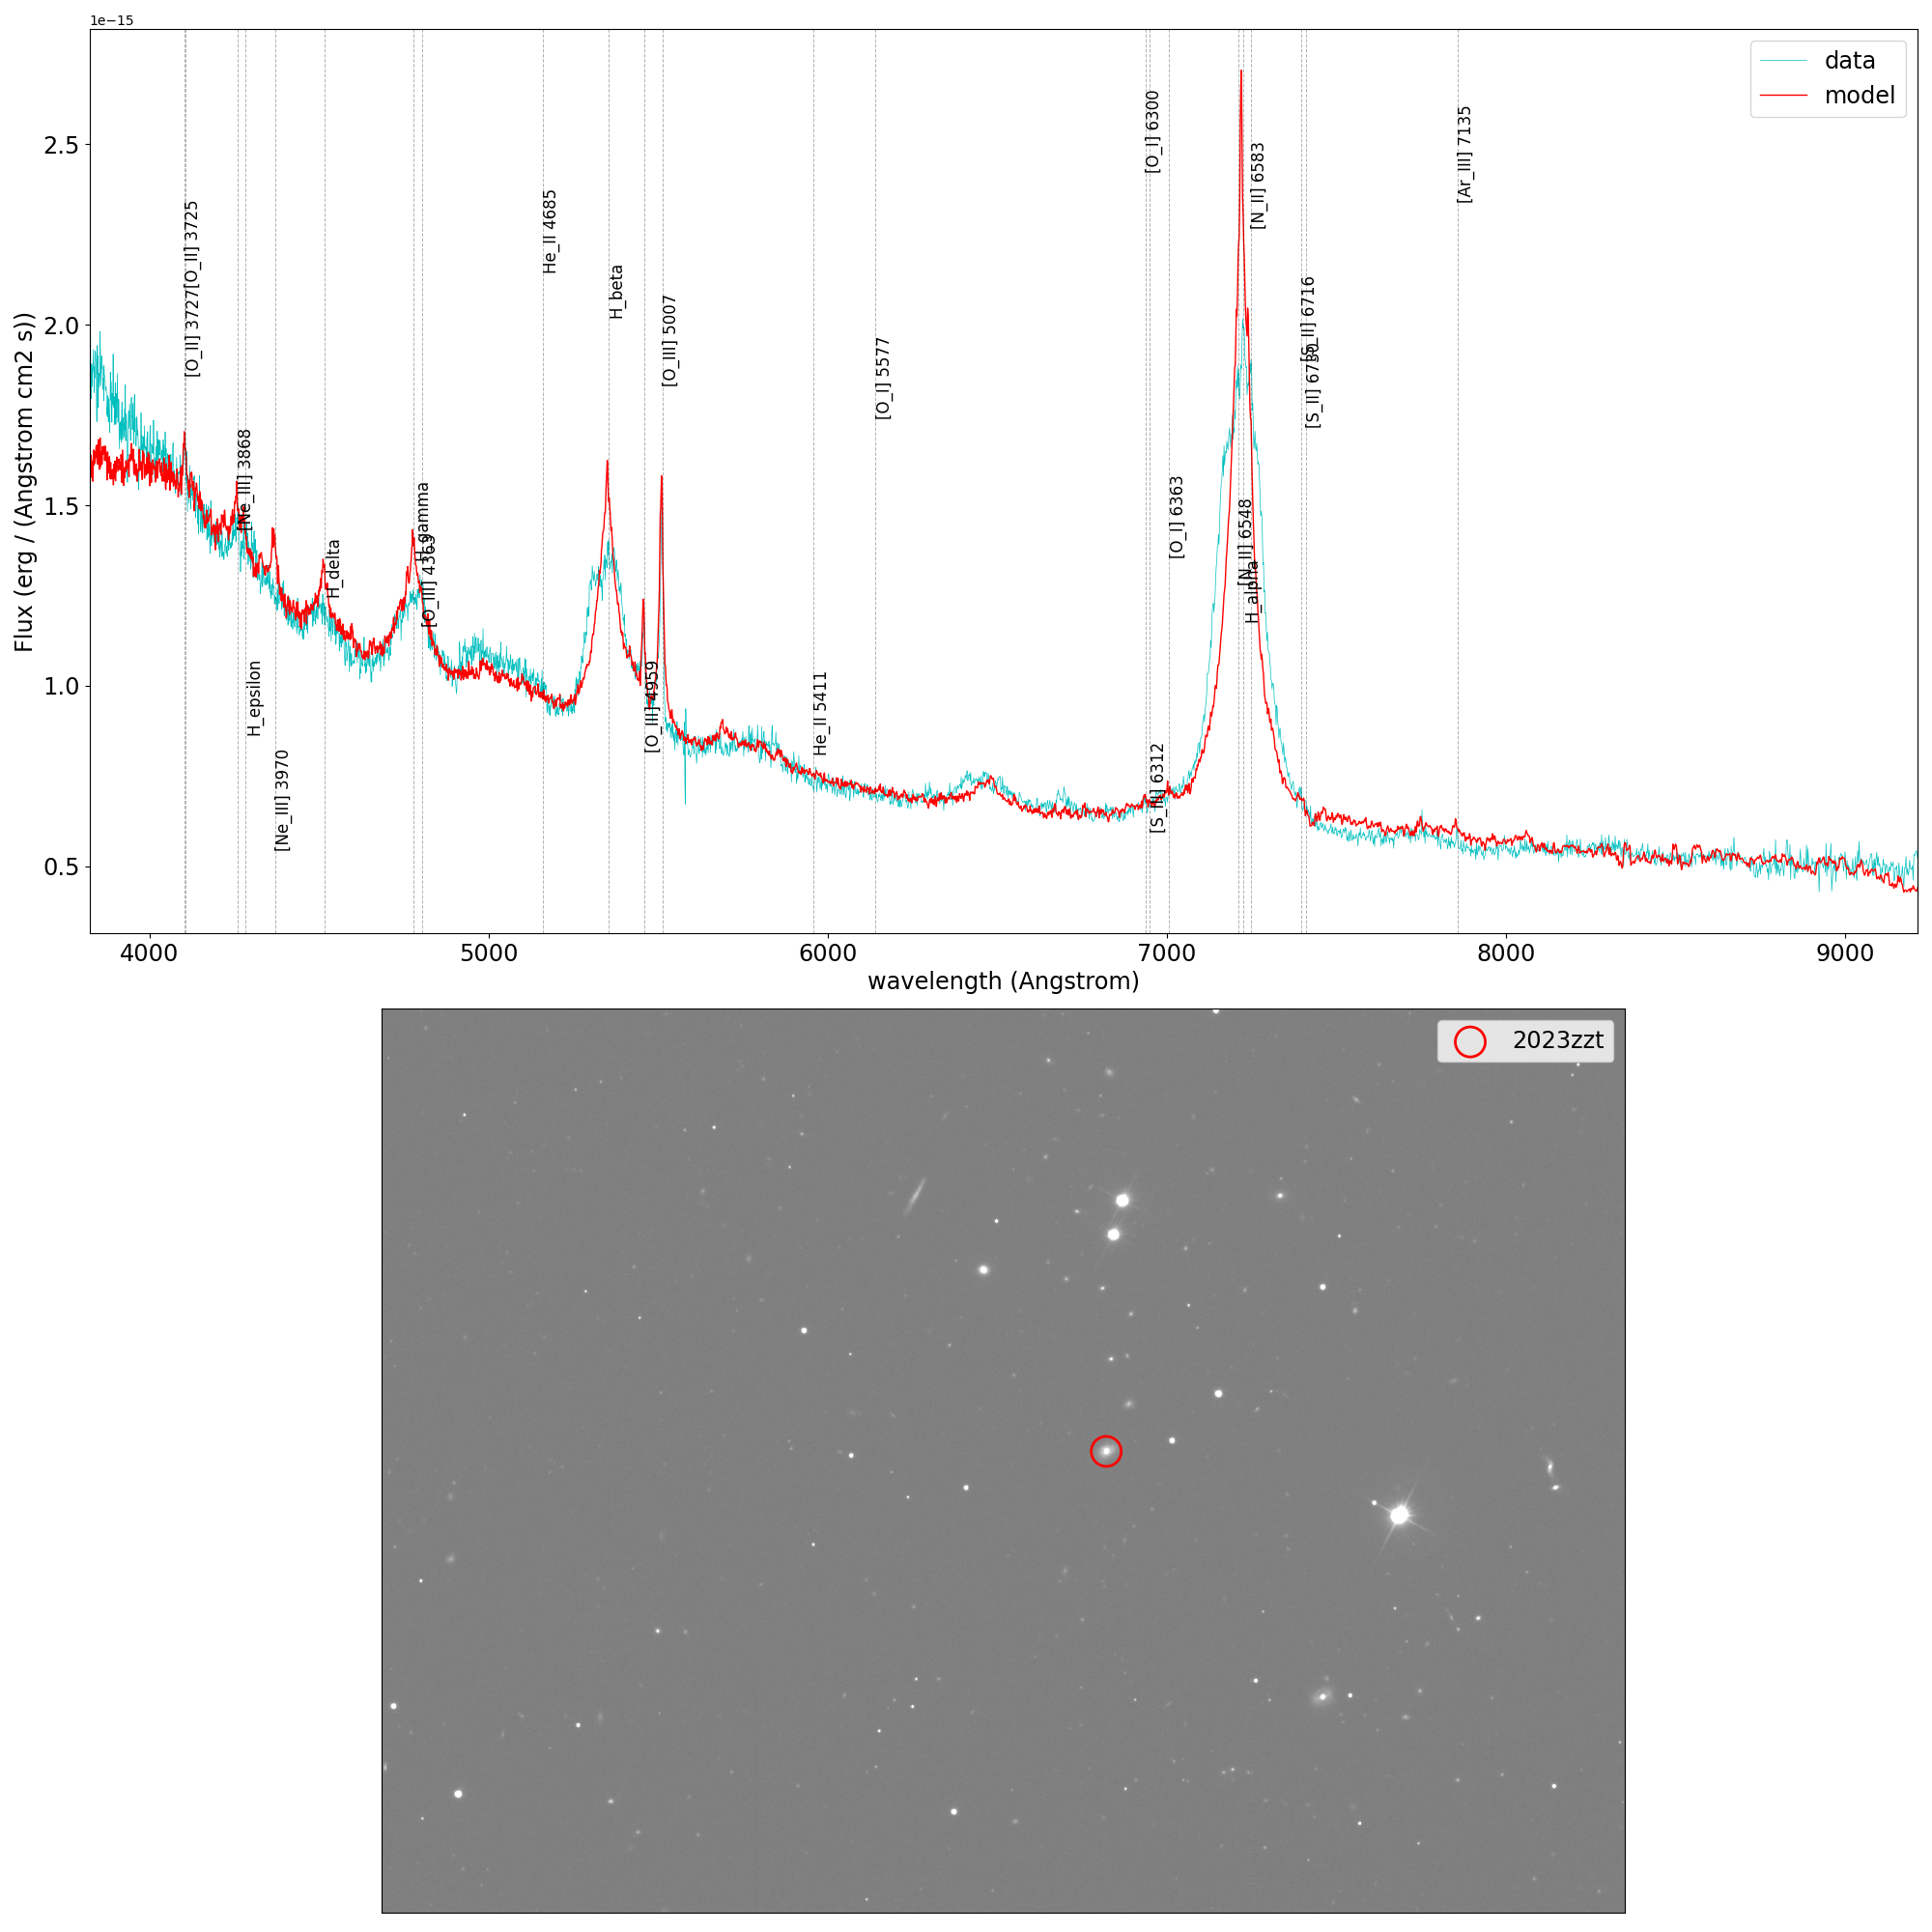 1e−15
data
model
[O_I] 6300
[Ar_III] 7135
[N_II] 6583
2.5
[O_II] 3725
He_II 4685
H_beta
[S_II] 6716
2.0
[O_II] 3727
[O_III] 5007
[O_I] 5577
[S_II] 6730
[Ne_III] 3868
H_gamma
[O_I] 6363
[N_II] 6548
1.5
H_delta
[O_III] 4363
H_alpha
Flux (erg / (Angstrom cm2 s))
1.0
H_epsilon
[O_III] 4959
He_II 5411
[Ne_III] 3970
[S_III] 6312
0.5
4000 5000 6000 7000 8000 9000
wavelength (Angstrom)
2023zzt